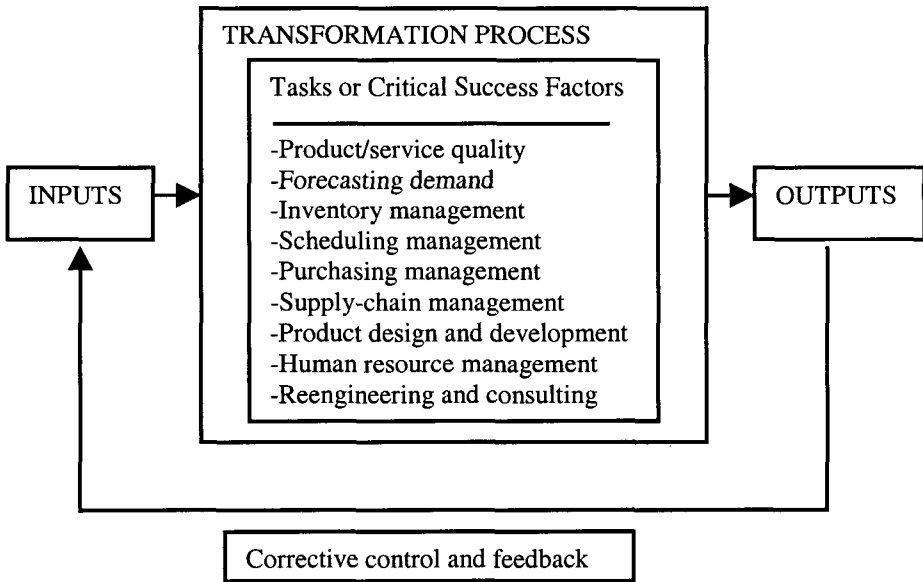 TRANSFORMATION PROCESS
Tasks or Critical Success Factors
-Product/service quality
-Forecasting demand
-Inventory management
-Scheduling management
-Purchasing management
-Supply-chain management
-Product design and development
-Human resource management
-Reengineering and consulting
INPUTS
OUTPUTS
Corrective control and feedback